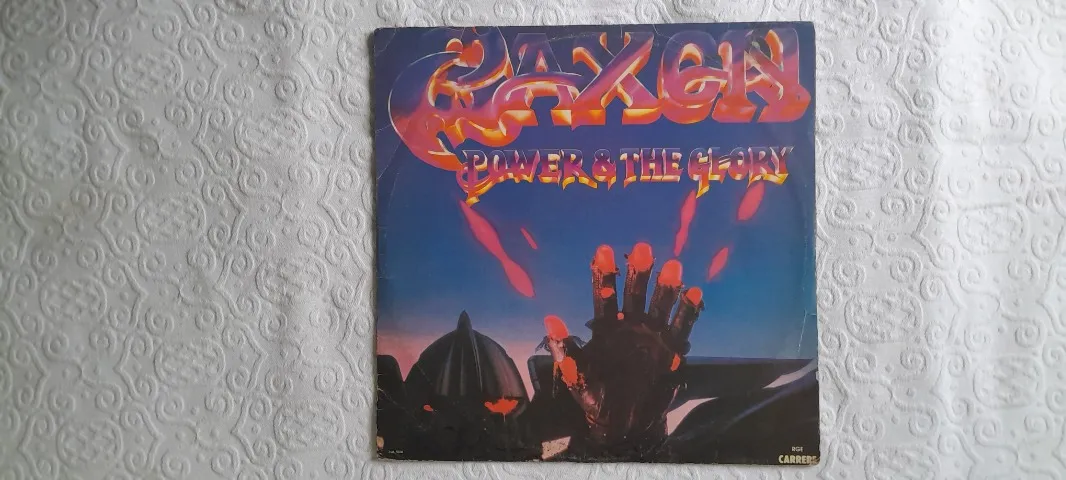 SAXON
POWER & THE GLORY
RGE
CARRERE